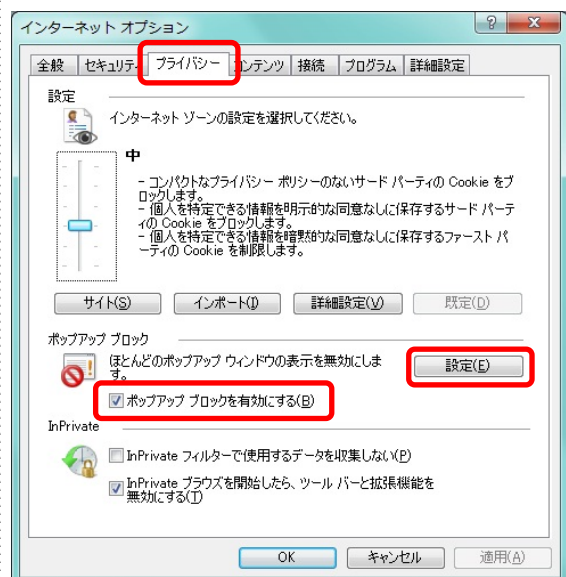 インターネット オプション
全般 セキュリティ プライバシー コンテンツ 接続 プログラム 詳細設定
設定
インターネット ゾーンの設定を選択してください。
中
- コンパクトなプライバシー ポリシーのないサード パーティの Cookie をブ
ロックします。
- 個人を特定できる情報を明示的な同意なしに保存するサード パーテ
ィの Cookie をブロックします。
- 個人を特定できる情報を暗黙的な同意なしに保存するファースト パ
ーティの Cookie を制限します。
サイト(S) インポート(I) 詳細設定(V) 既定(D)
ポップアップ ブロック
ほとんどのポップアップ ウィンドウの表示を無効にしま
す。
設定(E)
ポップアップ ブロックを有効にする(B)
InPrivate
InPrivate フィルターで使用するデータを収集しない(P)
InPrivate ブラウズを開始したら、ツール バーと拡張機能を
無効にする(T)
OK キャンセル 適用(A)